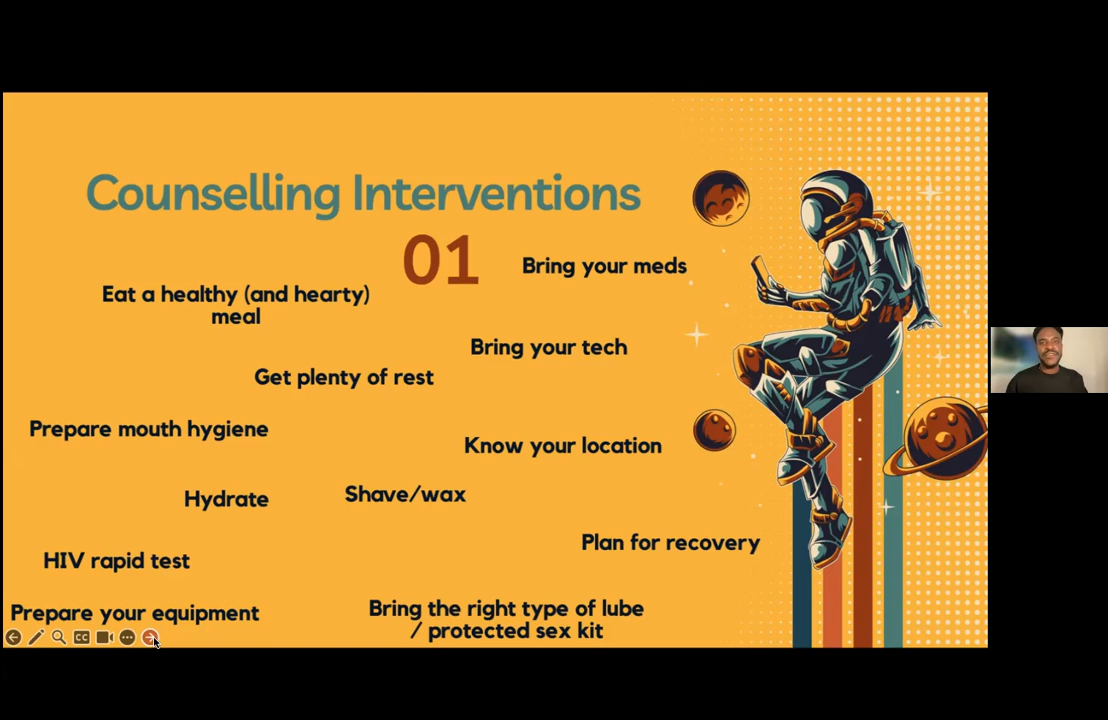 Counselling Interventions
01
Bring your meds
Eat a healthy (and hearty)
meal
Bring your tech
Get plenty of rest
Prepare mouth hygiene
Know your location
Hydrate
Shave/wax
Plan for recovery
HIV rapid test
Prepare your equipment
Bring the right type of lube
/ protected sex kit
CC